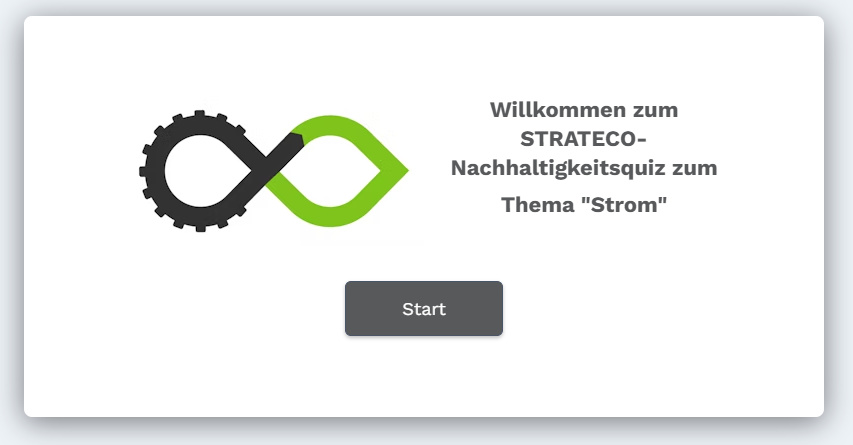 Willkommen zum
STRATECO-
Nachhaltigkeitsquiz zum
Thema "Strom"
Start